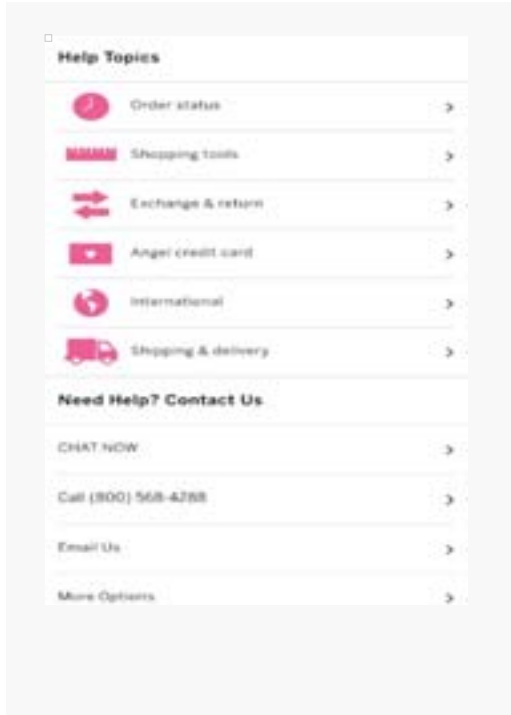 Help Topics
Order status
Shopping tools
Exchange & return
Angel credit card
International
Shipping & delivery
Need Help? Contact Us
CHAT NOW
Call (800) 568-4288
Email Us
More Options